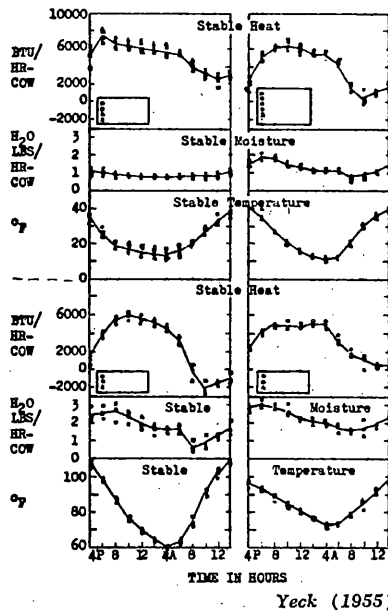 Stable Heat
10000
6000
2000
0
-2000
BTU/
HR-
COW
H2O
LBS/
HR-
COW
Stable Moisture
3
2
1
0
Stable Temperature
°F
40
20
0
Stable Heat
BTU/
HR-
COW
6000
4000
0
-2000
H2O
LBS/
HR-
COW
Stable Moisture
3
2
1
0
°F
Stable Temperature
100
80
60
4P 8 12 4A 8 12 4P 8 12 4A 8 12
TIME IN HOURS
Yeck (1955